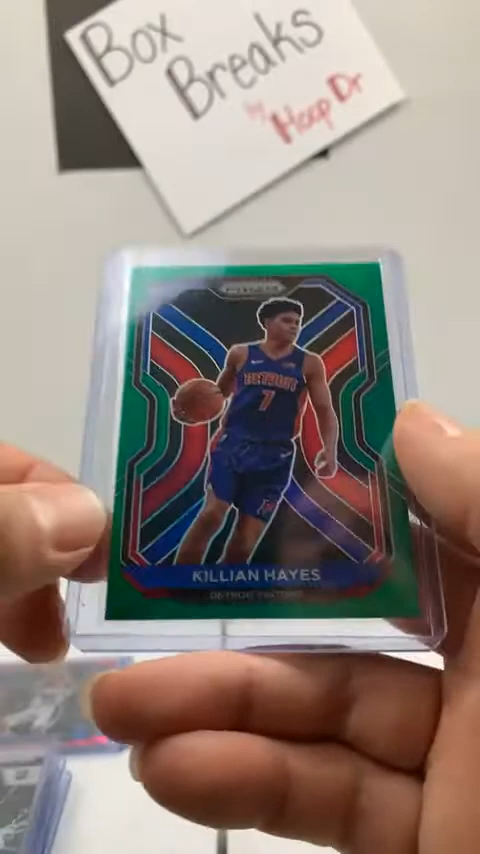 Box
Breaks
by Hoop Dr
PRIZM
DETROIT
7
KILLIAN HAYES
DETROIT PISTONS